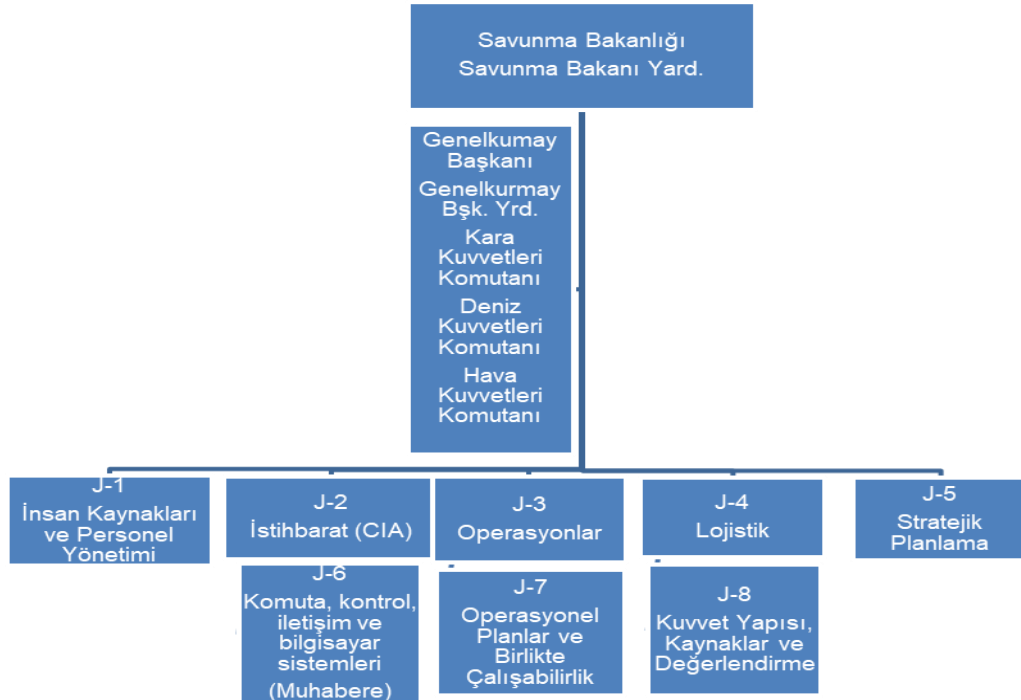 Savunma Bakanlığı
Savunma Bakanı Yard.
Genelkumay
Başkanı
Genelkurmay
Bşk. Yrd.
Kara
Kuvvetleri
Komutanı
Deniz
Kuvvetleri
Komutanı
Hava
Kuvvetleri
Komutanı
J-1
İnsan Kaynakları
ve Personel
Yönetimi
J-2
İstihbarat (CIA)
J-3
Operasyonlar
J-4
Lojistik
J-5
Stratejik
Planlama
J-6
Komuta, kontrol,
iletişim ve
bilgisayar
sistemleri
(Muhabere)
J-7
Operasyonel
Planlar ve
Birlikte
Çalışabilirlik
J-8
Kuvvet Yapısı,
Kaynaklar ve
Değerlendirme